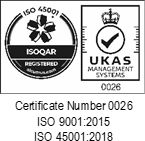 ISO 45001
ISOQAR
REGISTERED
UKAS
MANAGEMENT
SYSTEMS
0026
Certificate Number 0026
ISO 9001:2015
ISO 45001:2018